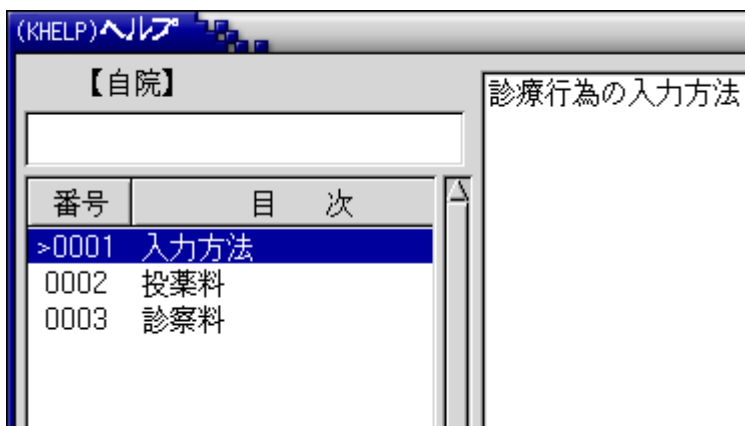 (KHELP)ヘルプ
【自院】
診療行為の入力方法
番号 目 次
>0001 入力方法
0002 投薬料
0003 診察料